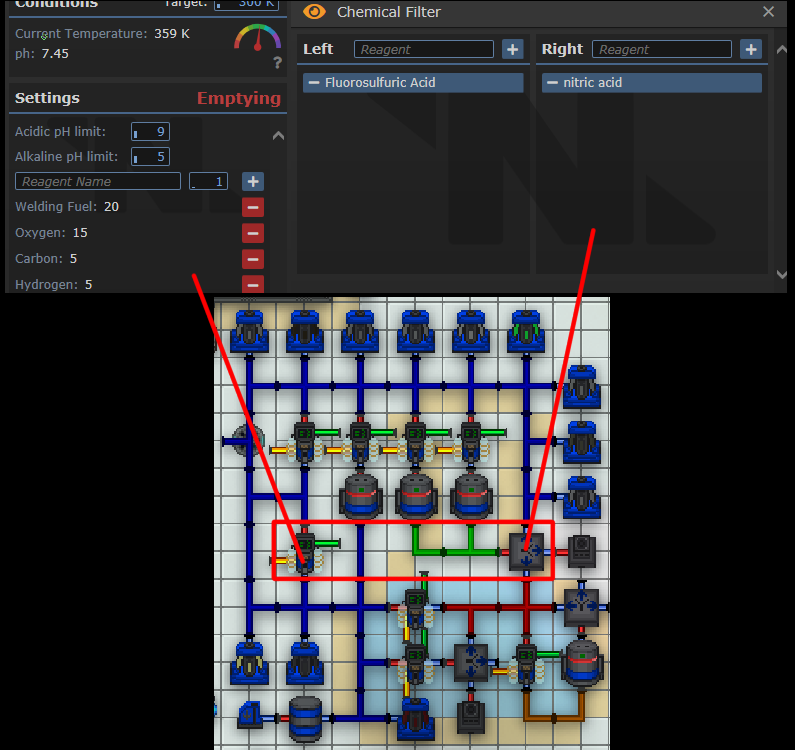 Conditions Target: 300 K
Current Temperature: 359 K
ph: 7.45
?
Settings Emptying
Acidic pH limit: 9
Alkaline pH limit: 5
Reagent Name 1 +
Welding Fuel: 20 −
Oxygen: 15 −
Carbon: 5 −
Hydrogen: 5 −
Chemical Filter ×
Left Reagent +
− Fluorosulfuric Acid
Right Reagent +
− nitric acid